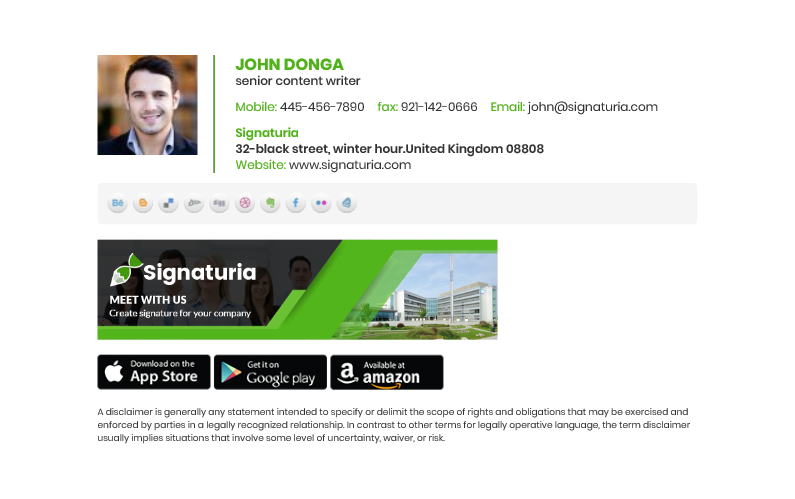 JOHN DONGA
senior content writer
Mobile: 445-456-7890 fax: 921-142-0666 Email: john@signaturia.com
Signaturia
32-black street, winter hour.United Kingdom 08808
Website: www.signaturia.com
Bē
Signaturia
MEET WITH US
Create signature for your company
Download on the
App Store
Get it on
Google play
Available at
amazon
A disclaimer is generally any statement intended to specify or delimit the scope of rights and obligations that may be exercised and
enforced by parties in a legally recognized relationship. In contrast to other terms for legally operative language, the term disclaimer
usually implies situations that involve some level of uncertainty, waiver, or risk.